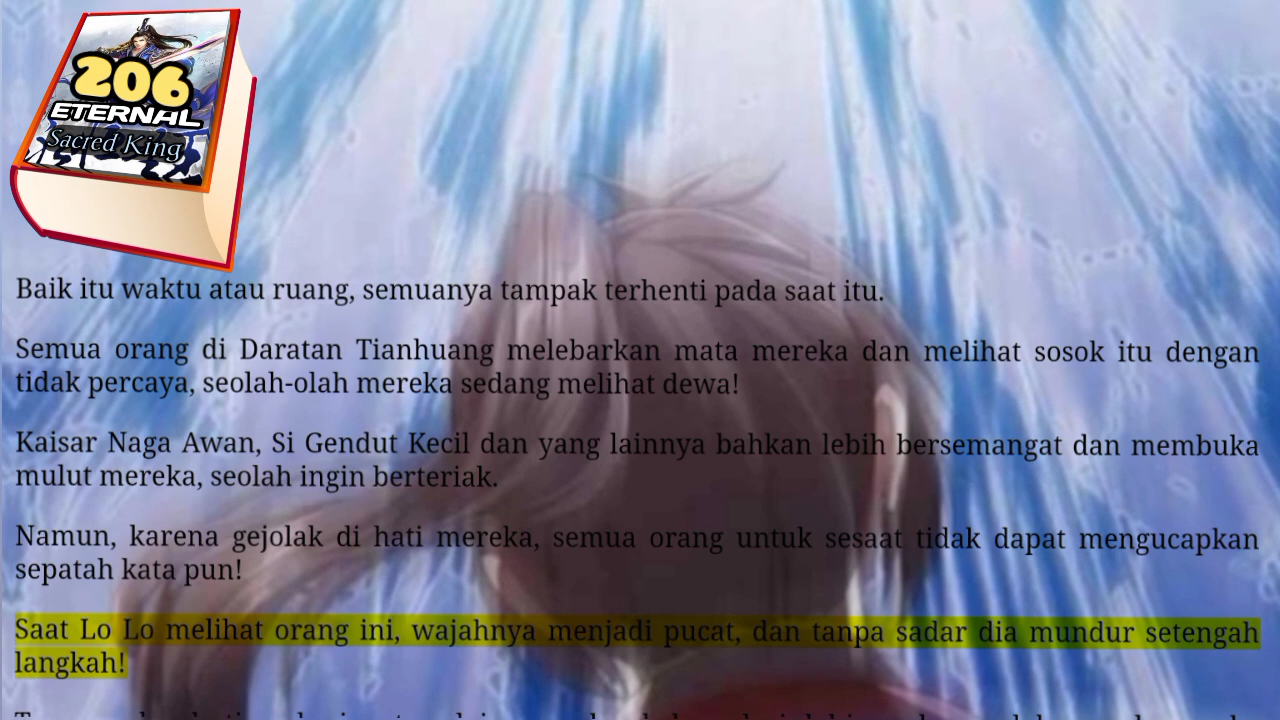 206
ETERNAL
Sacred King
Baik itu waktu atau ruang, semuanya tampak terhenti pada saat itu.
Semua orang di Daratan Tianhuang melebarkan mata mereka dan melihat sosok itu dengan
tidak percaya, seolah-olah mereka sedang melihat dewa!
Kaisar Naga Awan, Si Gendut Kecil dan yang lainnya bahkan lebih bersemangat dan membuka
mulut mereka, seolah ingin berteriak.
Namun, karena gejolak di hati mereka, semua orang untuk sesaat tidak dapat mengucapkan
sepatah kata pun!
Saat Lo Lo melihat orang ini, wajahnya menjadi pucat, dan tanpa sadar dia mundur setengah
langkah!